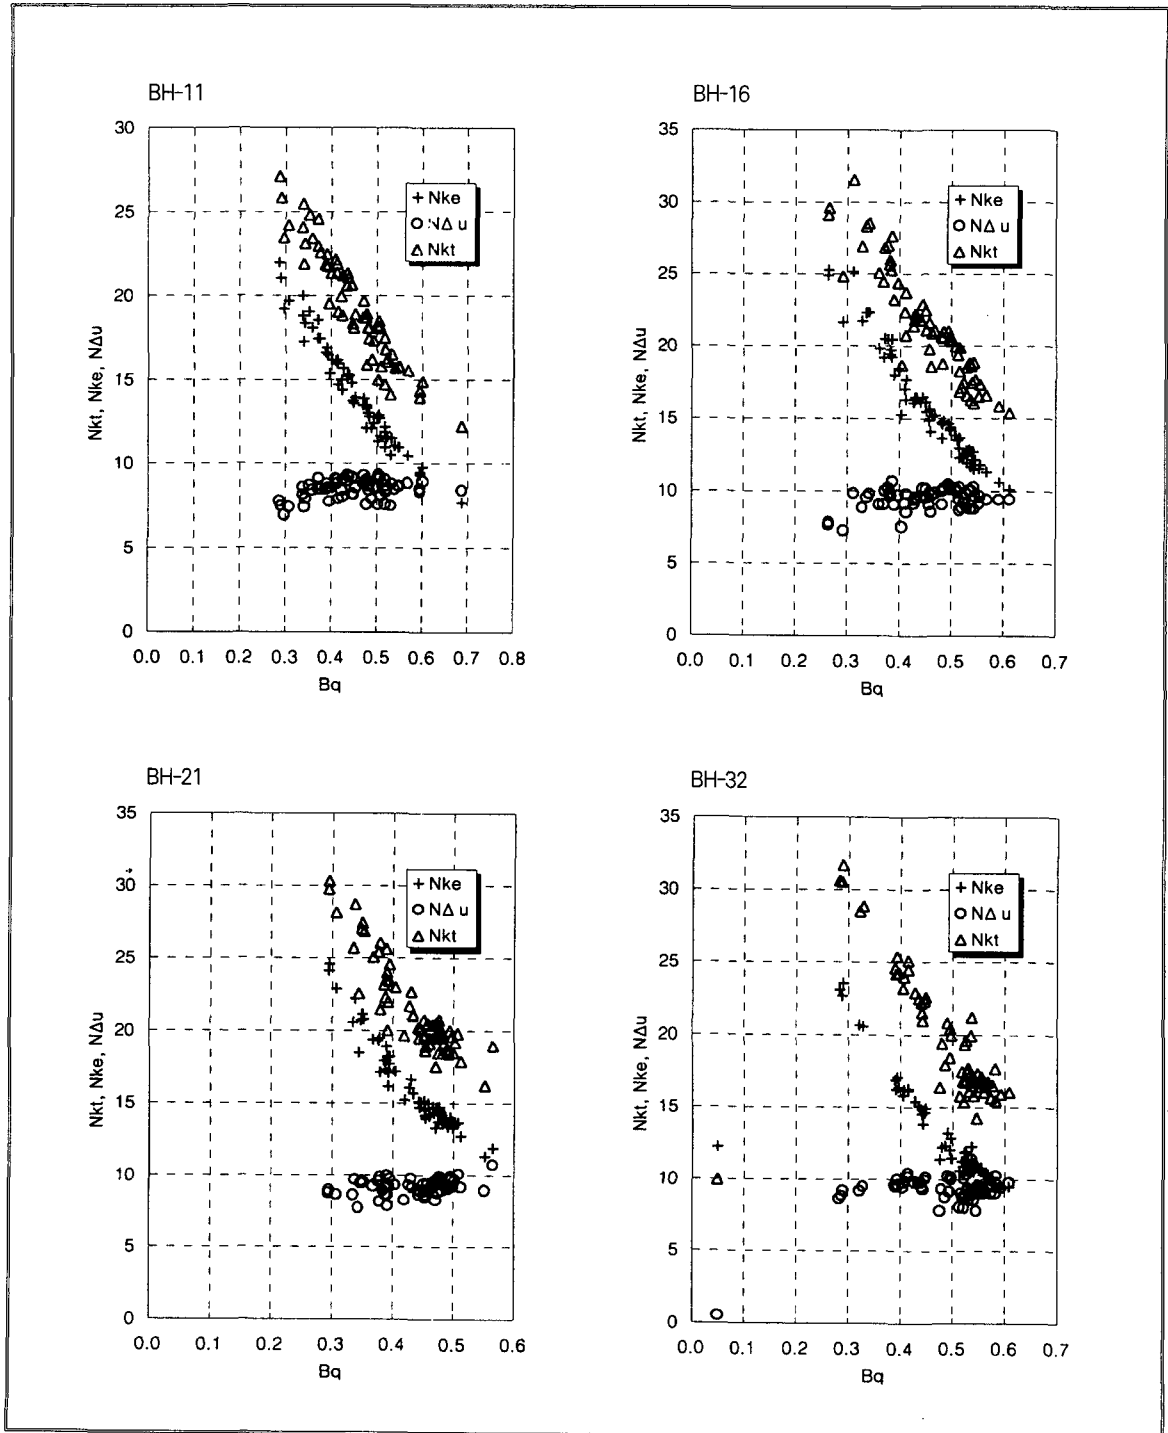 BH-11
30
25
20
15
10
5
0
Nkt, Nke, NΔu
+ Nke
NΔu
Nkt
0.0 0.1 0.2 0.3 0.4 0.5 0.6 0.7 0.8
Bq
BH-16
35
30
25
20
15
10
5
0
Nkt, Nke, NΔu
+ Nke
NΔu
Nkt
0.0 0.1 0.2 0.3 0.4 0.5 0.6 0.7
Bq
BH-21
35
30
25
20
15
10
5
0
Nkt, Nke, NΔu
+ Nke
NΔu
Nkt
0.0 0.1 0.2 0.3 0.4 0.5 0.6
Bq
BH-32
35
30
25
20
15
10
5
0
Nkt, Nke, NΔu
+ Nke
NΔu
Nkt
0.0 0.1 0.2 0.3 0.4 0.5 0.6 0.7
Bq